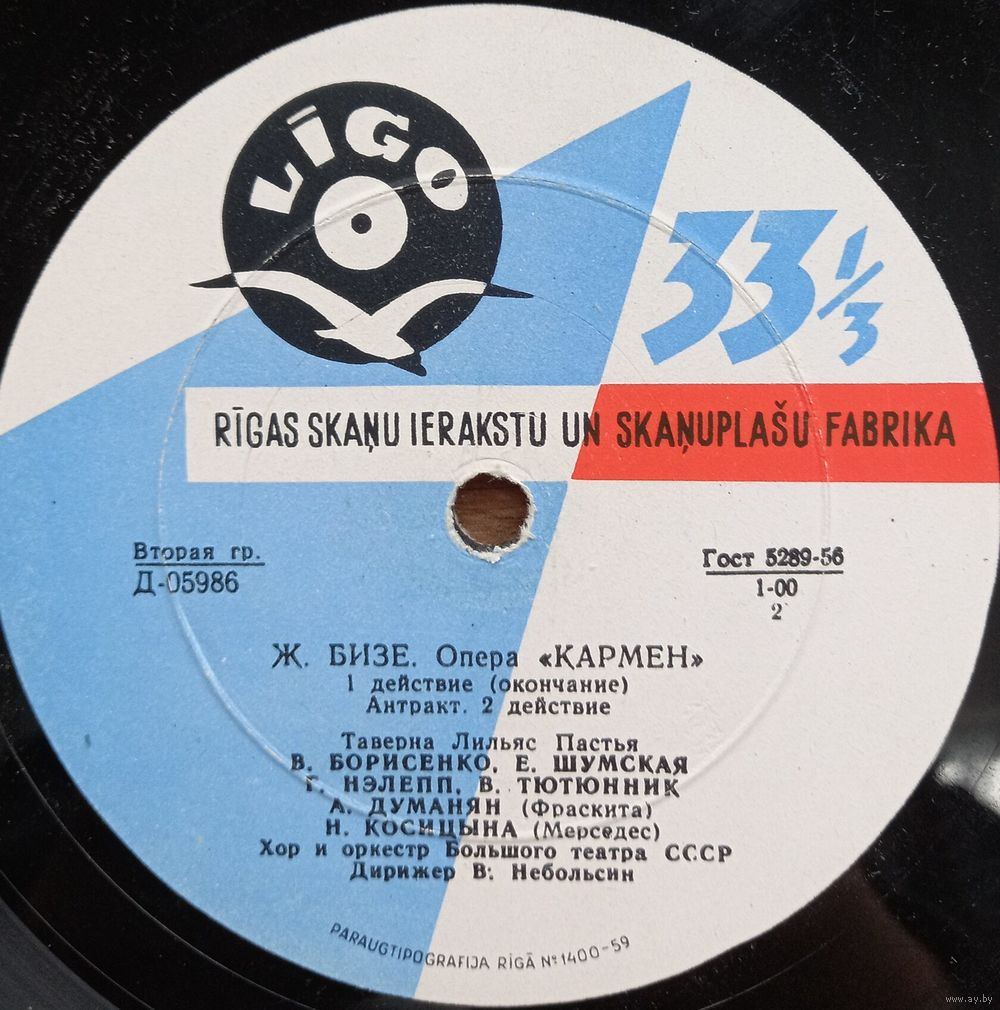 LĪGO
33 1/3
RĪGAS SKAŅU IERAKSTU UN SKAŅUPLAŠU FABRIKA
Вторая гр.
Д-05986
Гост 5289-56
1-00
2
Ж. БИЗЕ. Опера «КАРМЕН»
1 действие (окончание)
Антракт. 2 действие
Таверна Лильяс Пастья
В. БОРИСЕНКО, Е. ШУМСКАЯ
Г. НЭЛЕПП, В. ТЮТЮННИК
А. ДУМАНЯН (Фраскита)
Н. КОСИЦЫНА (Мерседес)
Хор и оркестр Большого театра СССР
Дирижер В. Небольсин
PARAUGTIPOGRAFIJA RĪGĀ № 1400-59
www.ay.by